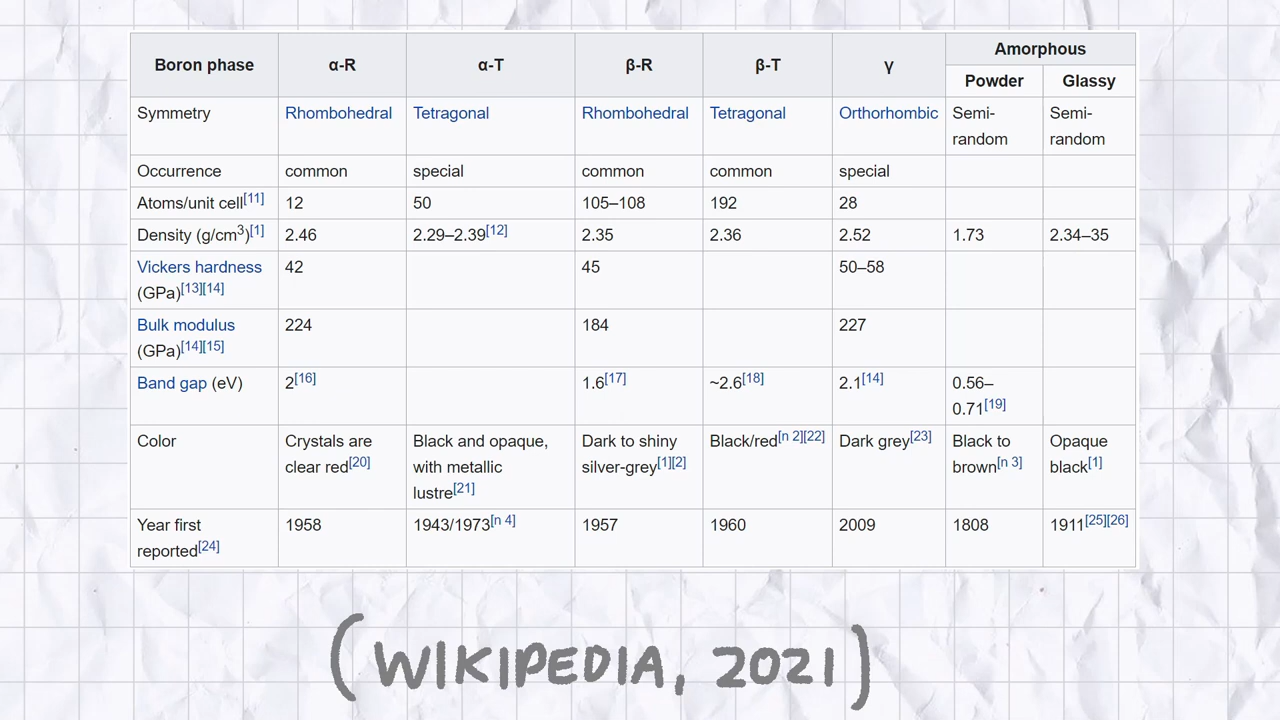 Boron phase α-R α-T β-R β-T γ Amorphous
Powder Glassy
Symmetry Rhombohedral Tetragonal Rhombohedral Tetragonal Orthorhombic Semi- Semi-
random random
Occurrence common special common common special
Atoms/unit cell[11] 12 50 105–108 192 28
Density (g/cm3)[1] 2.46 2.29–2.39[12] 2.35 2.36 2.52 1.73 2.34–35
Vickers hardness 42 45 50–58
(GPa)[13][14]
Bulk modulus 224 184 227
(GPa)[14][15]
Band gap (eV) 2[16] 1.6[17] ~2.6[18] 2.1[14] 0.56–
0.71[19]
Color Crystals are Black and opaque, Dark to shiny Black/red[n 2][22] Dark grey[23] Black to Opaque
clear red[20] with metallic silver-grey[1][2] brown[n 3] black[1]
lustre[21]
Year first 1958 1943/1973[n 4] 1957 1960 2009 1808 1911[25][26]
reported[24]
(WIKIPEDIA, 2021)